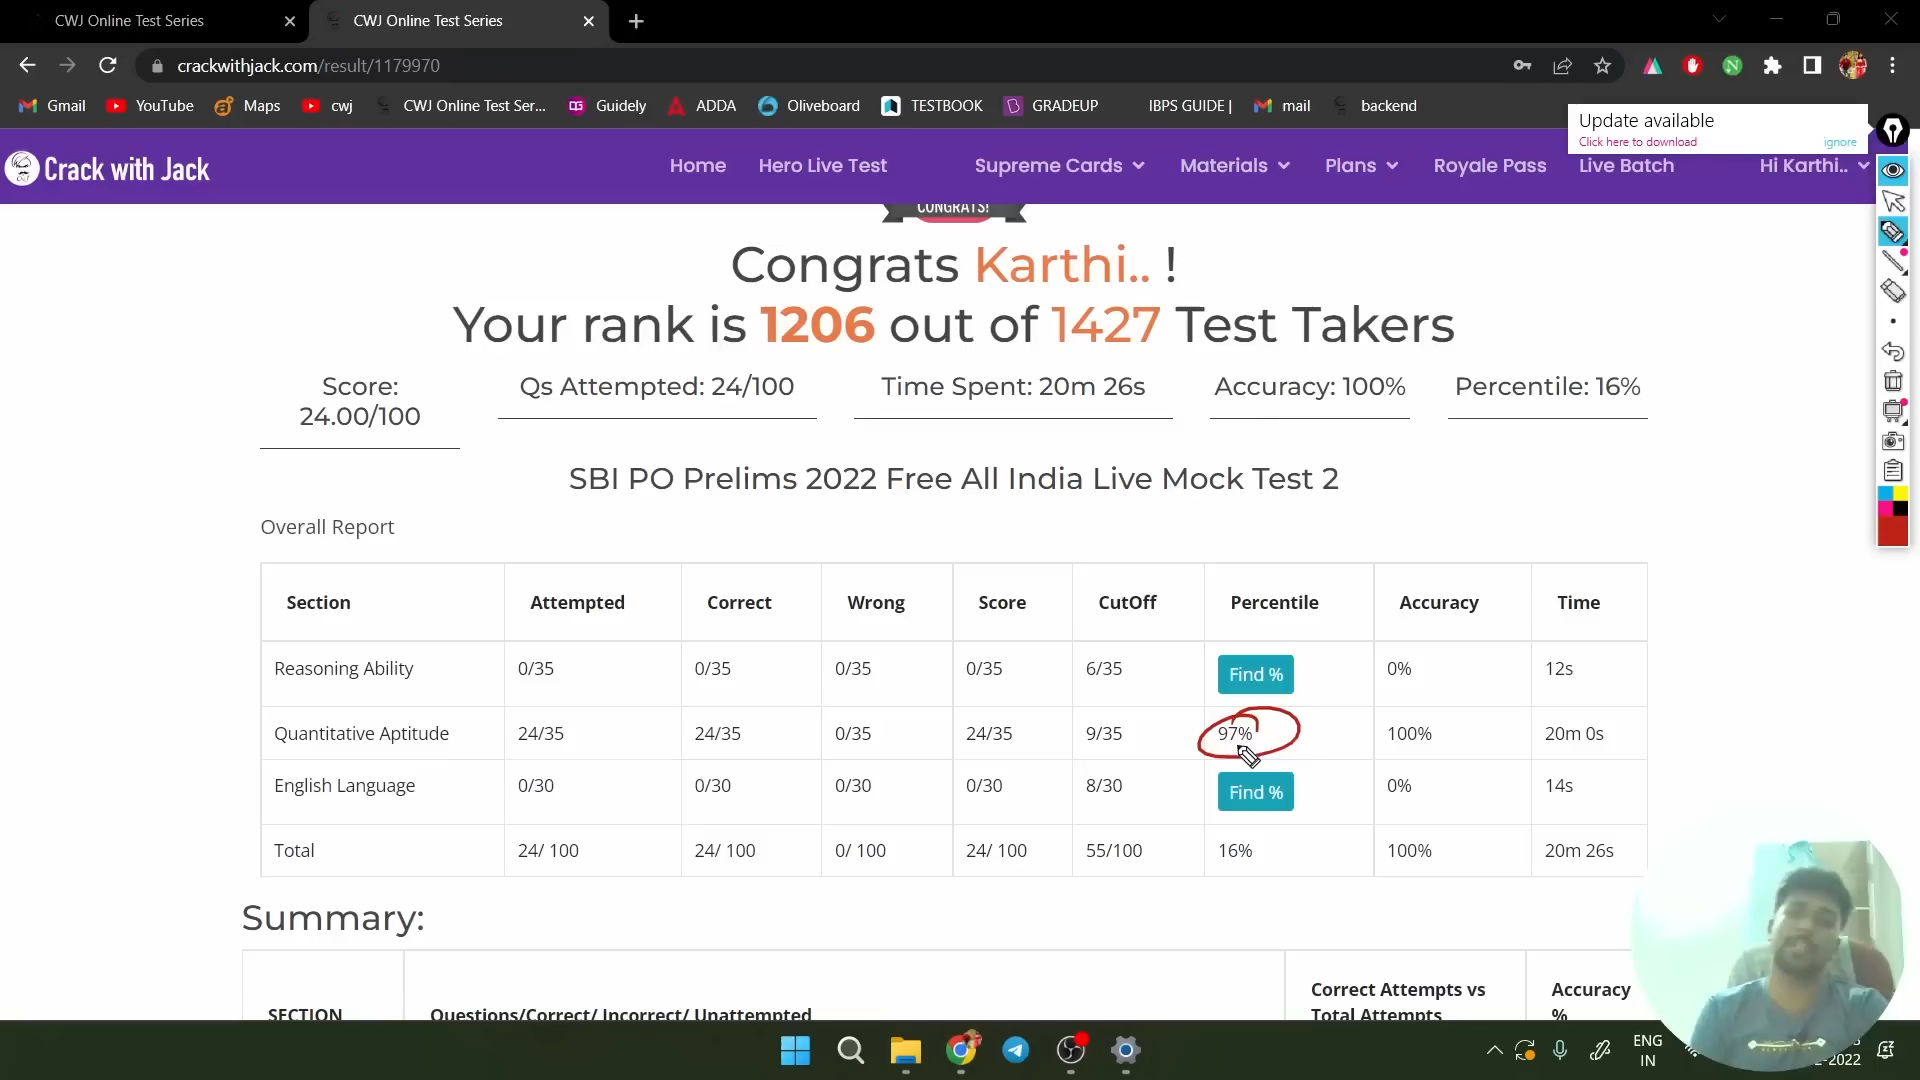 CWJ Online Test Series
CWJ Online Test Series
crackwithjack.com/result/1179970
Gmail YouTube Maps cwj CWJ Online Test Ser... Guidely ADDA Oliveboard TESTBOOK GRADEUP IBPS GUIDE | mail backend
Update available
Click here to download ignore
Crack with Jack Home Hero Live Test Supreme Cards Materials Plans Royale Pass Live Batch Hi Karthi..
CONGRATS!
Congrats Karthi.. !
Your rank is 1206 out of 1427 Test Takers
Score: 24.00/100 Qs Attempted: 24/100 Time Spent: 20m 26s Accuracy: 100% Percentile: 16%
SBI PO Prelims 2022 Free All India Live Mock Test 2
Overall Report
Section Attempted Correct Wrong Score CutOff Percentile Accuracy Time
Reasoning Ability 0/35 0/35 0/35 0/35 6/35 Find % 0% 12s
Quantitative Aptitude 24/35 24/35 0/35 24/35 9/35 97% 100% 20m 0s
English Language 0/30 0/30 0/30 0/30 8/30 Find % 0% 14s
Total 24/ 100 24/ 100 0/ 100 24/ 100 55/100 16% 100% 20m 26s
Summary:
SECTION Questions/Correct/ Incorrect/ Unattempted Correct Attempts vs Total Attempts Accuracy %
ENG
IN
2022